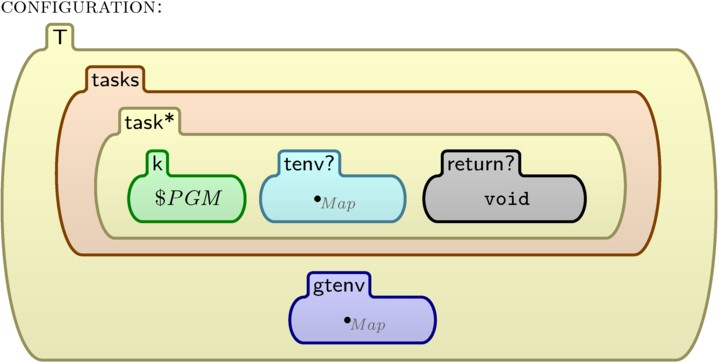 CONFIGURATION:
T
tasks
task*
k tenv? return?
$PGM •Map void
gtenv
•Map